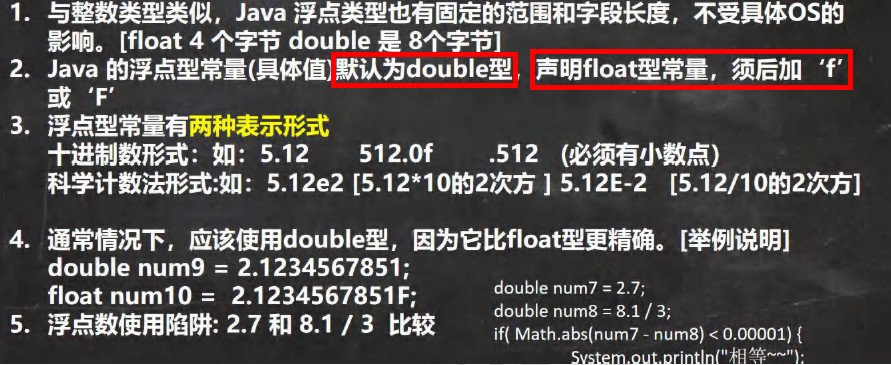 1. 与整数类型类似，Java 浮点类型也有固定的范围和字段长度，不受具体OS的
影响。[float 4 个字节 double 是 8个字节]
2. Java 的浮点型常量(具体值)默认为double型，声明float型常量，须后加‘f’
或‘F’
3. 浮点型常量有两种表示形式
十进制数形式：如：5.12 512.0f .512 (必须有小数点)
科学计数法形式:如：5.12e2 [5.12*10的2次方 ] 5.12E-2 [5.12/10的2次方]
4. 通常情况下，应该使用double型，因为它比float型更精确。[举例说明]
double num9 = 2.1234567851;
float num10 = 2.1234567851F;
5. 浮点数使用陷阱: 2.7 和 8.1 / 3 比较
double num7 = 2.7;
double num8 = 8.1 / 3;
if( Math.abs(num7 - num8) < 0.00001) {
System.out.println("相等~~");